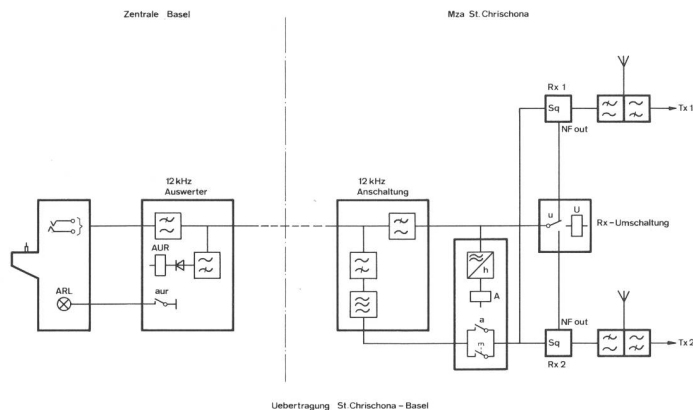 Zentrale Basel
Mza St. Chrischona
Rx 1
Sq
Tx 1
NF out
12 kHz
Auswerter
12 kHz
Anschaltung
u
U
Rx - Umschaltung
AUR
h
ARL
aur
A
a
m
NF out
Sq
Tx 2
Rx 2
Uebertragung St. Chrischona - Basel